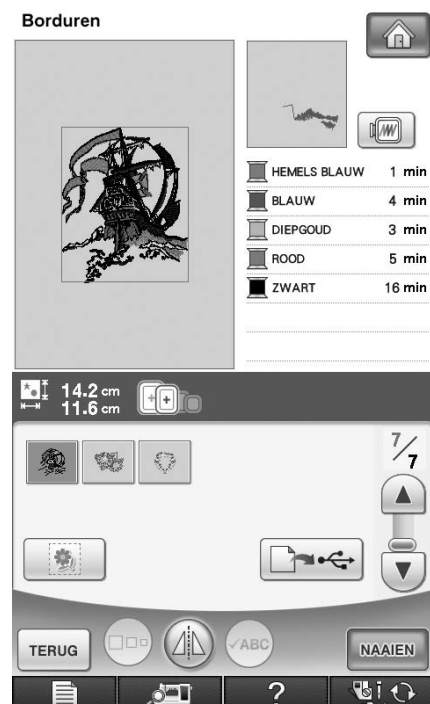 Borduren
HEMELS BLAUW 1 min
BLAUW 4 min
DIEPGOUD 3 min
ROOD 5 min
ZWART 16 min
14.2 cm
11.6 cm
7/7
TERUG
ABC
NAAIEN
?